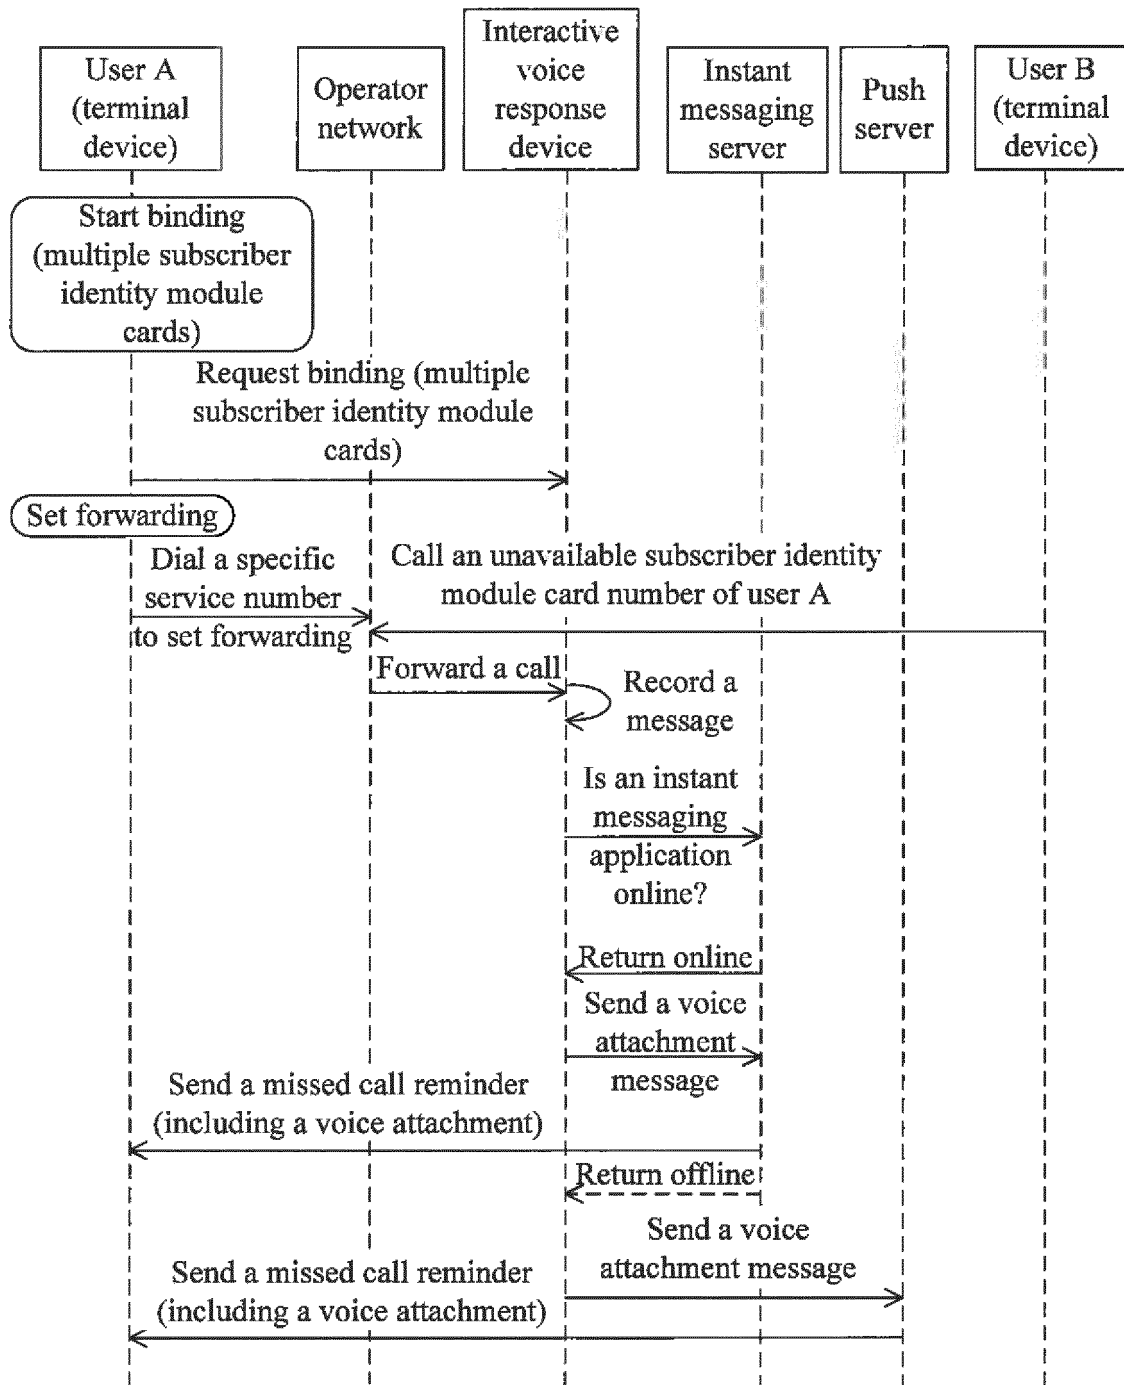 User A
(terminal
device)
Operator
network
Interactive
voice
response
device
Instant
messaging
server
Push
server
User B
(terminal
device)
Start binding
(multiple subscriber
identity module
cards)
Request binding (multiple
subscriber identity module
cards)
Set forwarding
Dial a specific
service number
to set forwarding
Call an unavailable subscriber identity
module card number of user A
Forward a call
Record a
message
Is an instant
messaging
application
online?
Return online
Send a voice
attachment
message
Send a missed call reminder
(including a voice attachment)
Return offline
Send a voice
attachment message
Send a missed call reminder
(including a voice attachment)